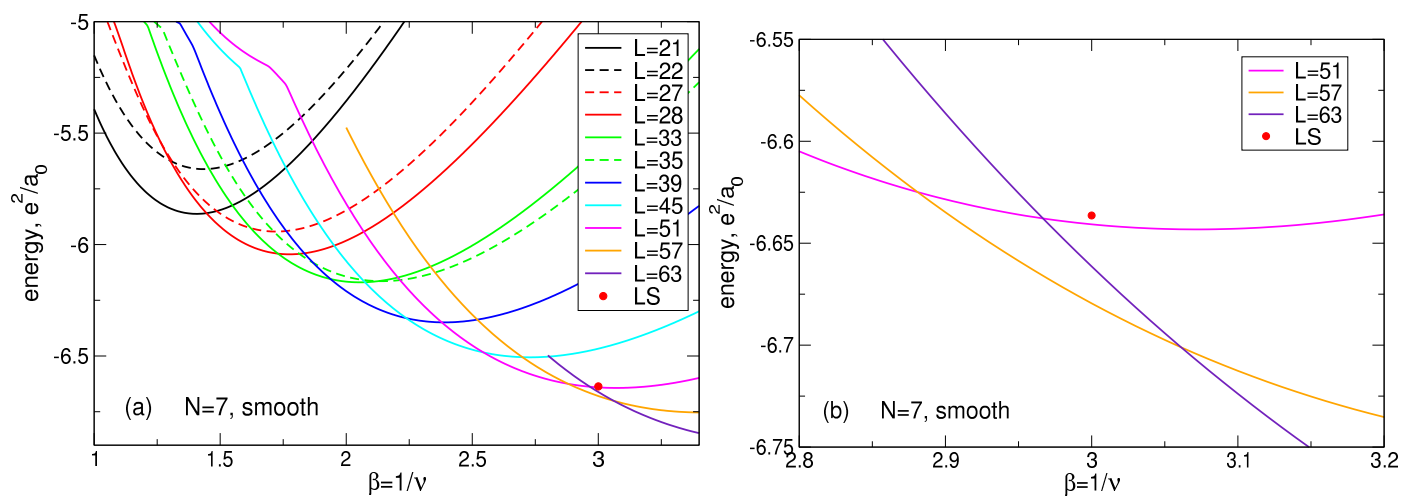 -5
-5.5
-6
-6.5
energy, e²/a₀
1
1.5
2
2.5
3
β=1/ν
L=21
L=22
L=27
L=28
L=33
L=35
L=39
L=45
L=51
L=57
L=63
LS
(a) N=7, smooth
-6.55
-6.6
-6.65
-6.7
-6.75
energy, e²/a₀
2.8
2.9
3
3.1
3.2
β=1/ν
L=51
L=57
L=63
LS
(b) N=7, smooth